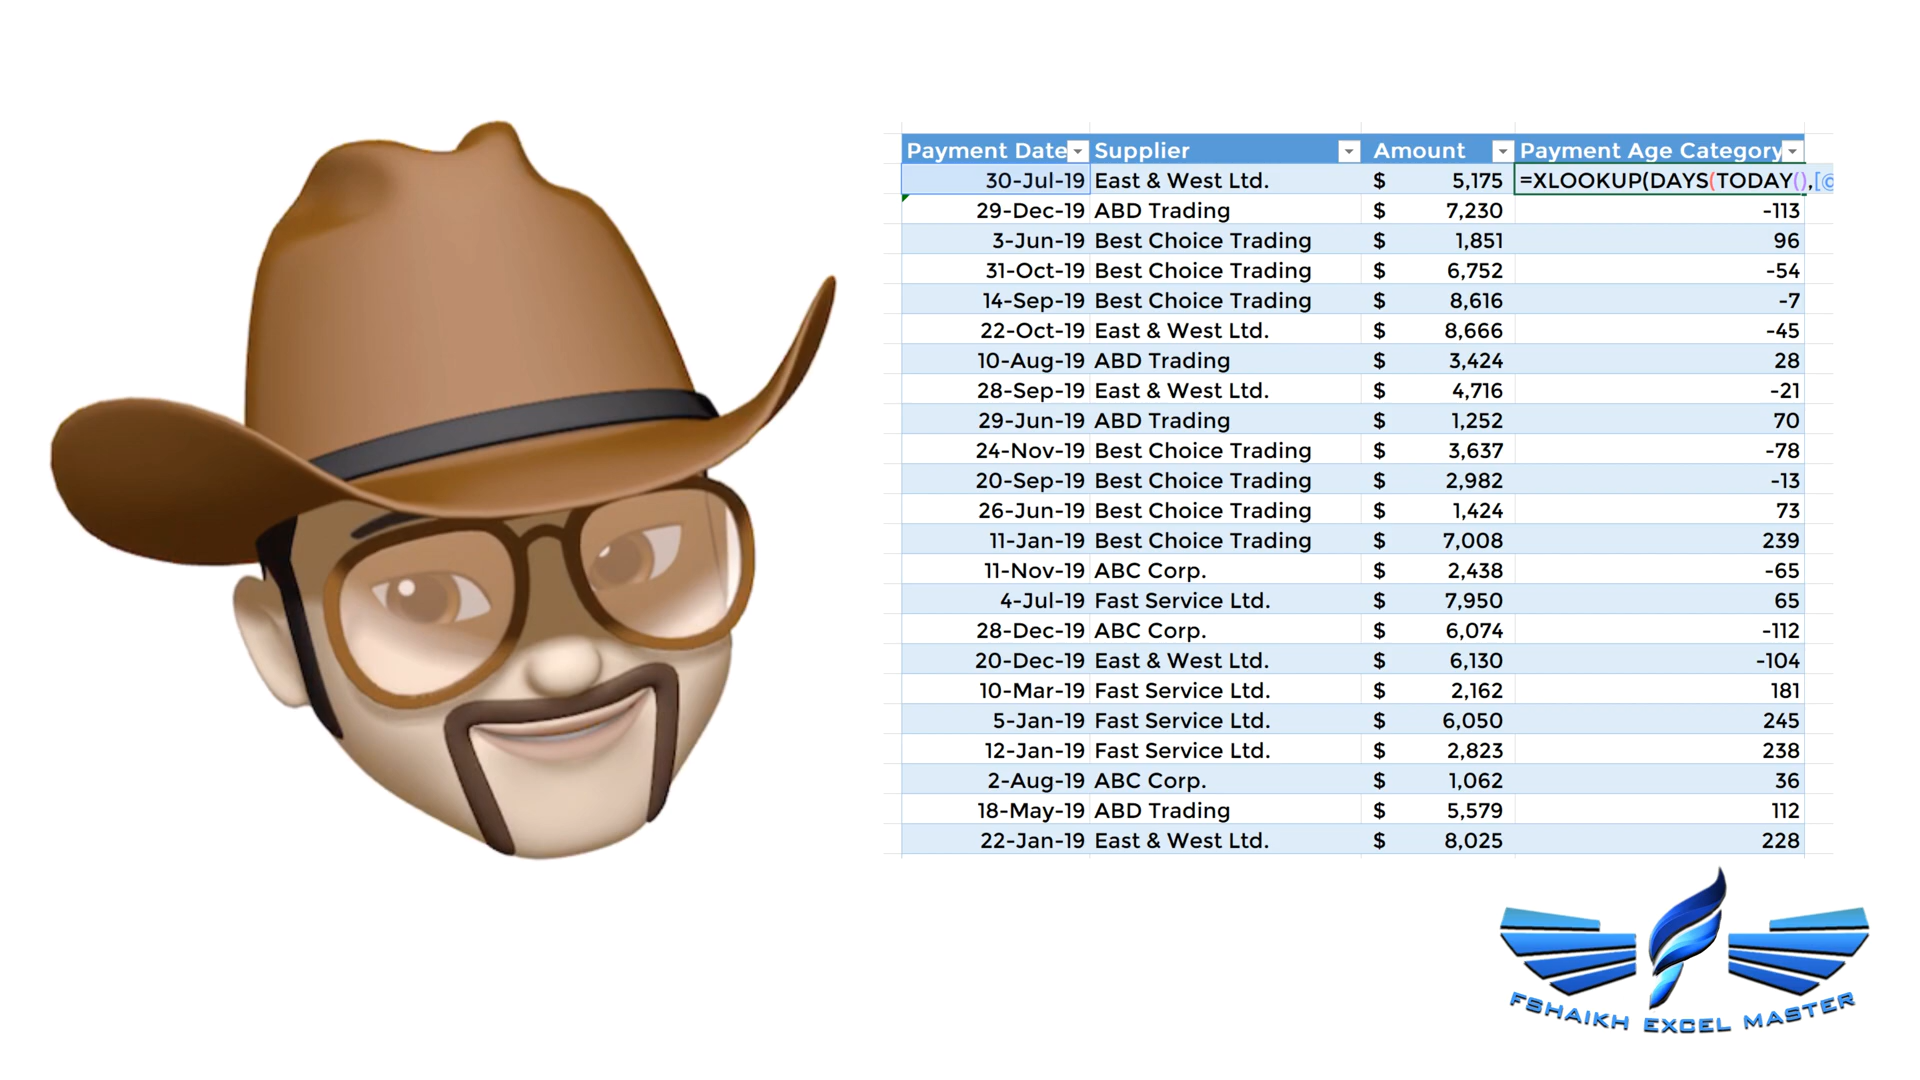 Payment Date Supplier Amount Payment Age Category
30-Jul-19 East & West Ltd. $ 5,175 =XLOOKUP(DAYS(TODAY(),[@
29-Dec-19 ABD Trading $ 7,230 -113
3-Jun-19 Best Choice Trading $ 1,851 96
31-Oct-19 Best Choice Trading $ 6,752 -54
14-Sep-19 Best Choice Trading $ 8,616 -7
22-Oct-19 East & West Ltd. $ 8,666 -45
10-Aug-19 ABD Trading $ 3,424 28
28-Sep-19 East & West Ltd. $ 4,716 -21
29-Jun-19 ABD Trading $ 1,252 70
24-Nov-19 Best Choice Trading $ 3,637 -78
20-Sep-19 Best Choice Trading $ 2,982 -13
26-Jun-19 Best Choice Trading $ 1,424 73
11-Jan-19 Best Choice Trading $ 7,008 239
11-Nov-19 ABC Corp. $ 2,438 -65
4-Jul-19 Fast Service Ltd. $ 7,950 65
28-Dec-19 ABC Corp. $ 6,074 -112
20-Dec-19 East & West Ltd. $ 6,130 -104
10-Mar-19 Fast Service Ltd. $ 2,162 181
5-Jan-19 Fast Service Ltd. $ 6,050 245
12-Jan-19 Fast Service Ltd. $ 2,823 238
2-Aug-19 ABC Corp. $ 1,062 36
18-May-19 ABD Trading $ 5,579 112
22-Jan-19 East & West Ltd. $ 8,025 228
FSHAIKH EXCEL MASTER